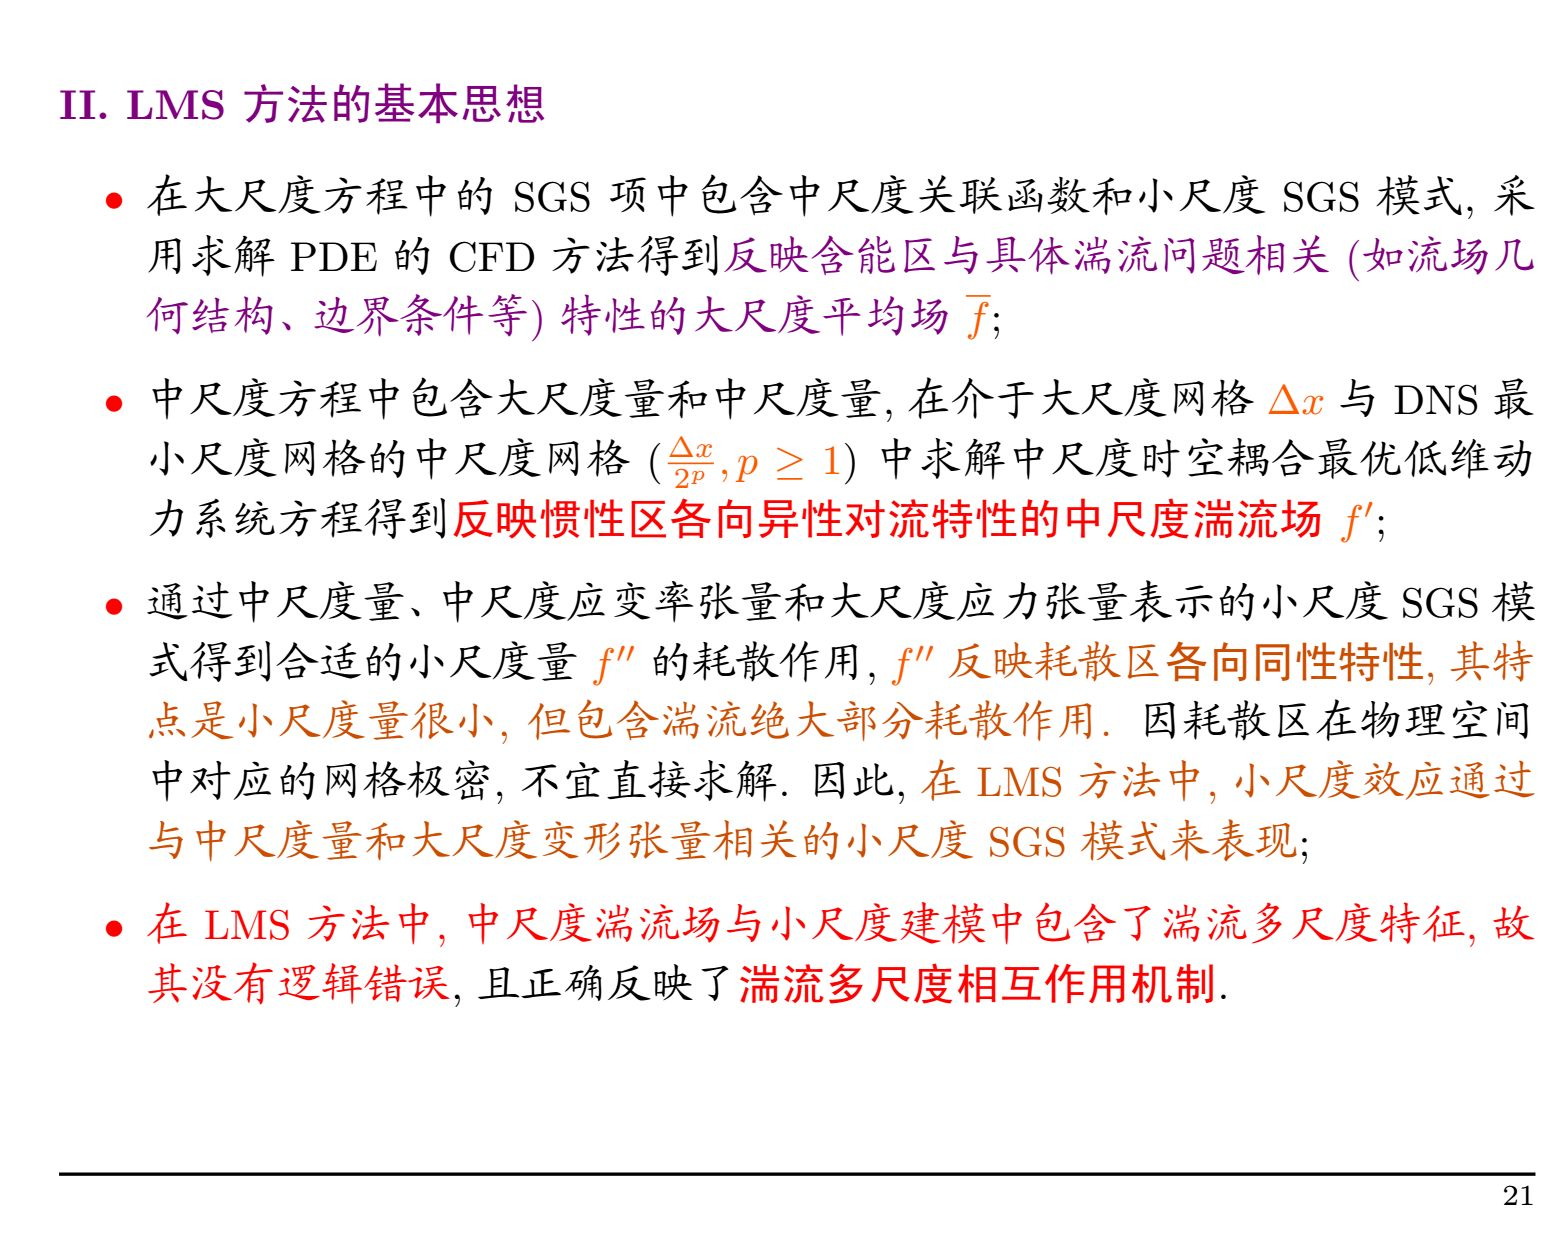 II. LMS 方法的基本思想
• 在大尺度方程中的 SGS 项中包含中尺度关联函数和小尺度 SGS 模式, 采
用求解 PDE 的 CFD 方法得到反映含能区与具体湍流问题相关 (如流场几
何结构、边界条件等) 特性的大尺度平均场 $\overline{f}$;
• 中尺度方程中包含大尺度量和中尺度量, 在介于大尺度网格 Δx 与 DNS 最
小尺度网格的中尺度网格 ($\frac{\Delta x}{2^p}, p \geq 1$) 中求解中尺度时空耦合最优低维动
力系统方程得到反映惯性区各向异性对流特性的中尺度湍流场 f′;
• 通过中尺度量、中尺度应变率张量和大尺度应力张量表示的小尺度 SGS 模
式得到合适的小尺度量 f″ 的耗散作用, f″ 反映耗散区各向同性特性, 其特
点是小尺度量很小, 但包含湍流绝大部分耗散作用. 因耗散区在物理空间
中对应的网格极密, 不宜直接求解. 因此, 在 LMS 方法中, 小尺度效应通过
与中尺度量和大尺度变形张量相关的小尺度 SGS 模式来表现;
• 在 LMS 方法中, 中尺度湍流场与小尺度建模中包含了湍流多尺度特征, 故
其没有逻辑错误, 且正确反映了湍流多尺度相互作用机制.
21